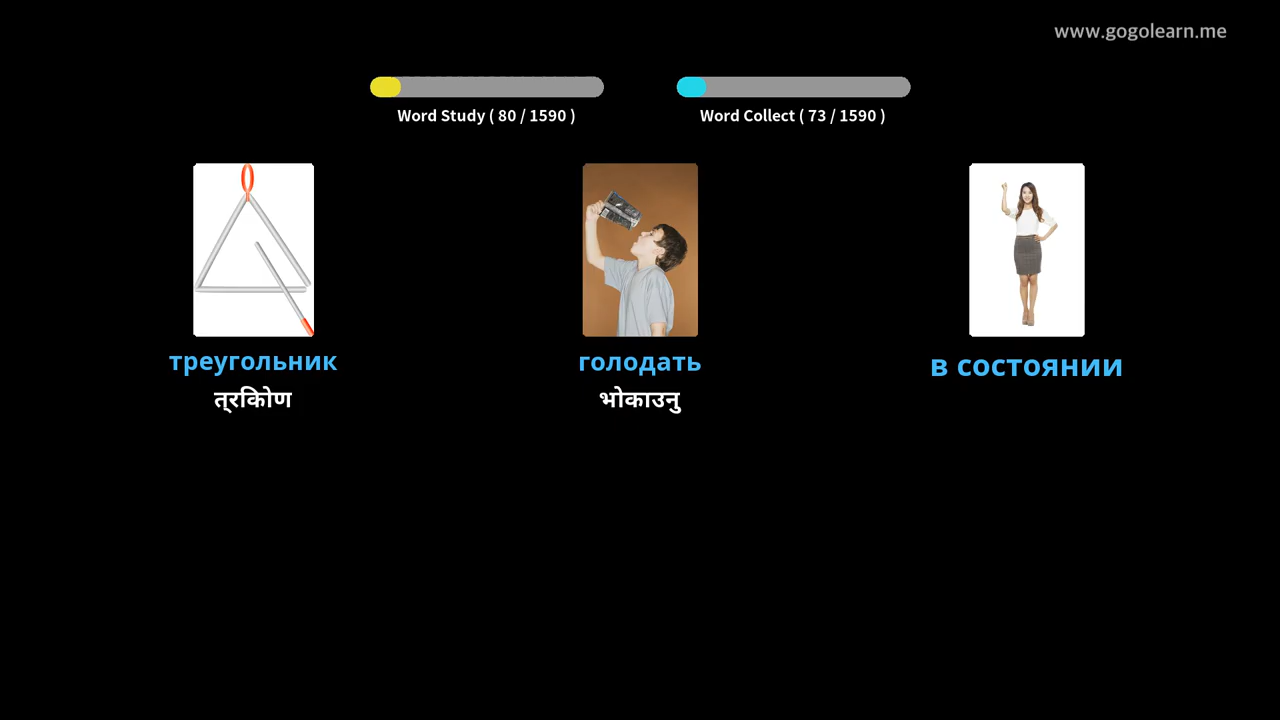 www.gogolearn.me
Word Study ( 80 / 1590 )
Word Collect ( 73 / 1590 )
треугольник
голодать
в состоянии
त्रिकोण
भोकाउनु